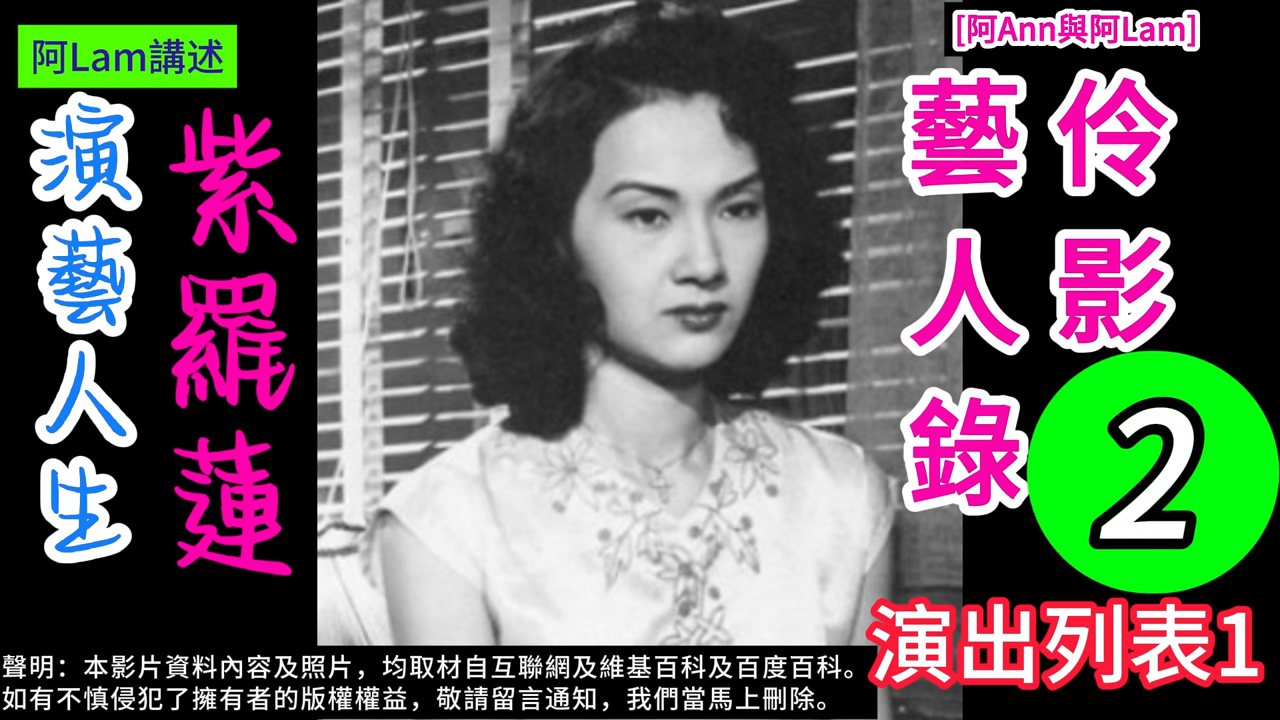 阿Lam講述
[阿Ann與阿Lam]
伶影
藝人錄
2
紫羅蓮
演藝人生
演出列表1
聲明：本影片資料內容及照片，均取材自互聯網及維基百科及百度百科。
如有不慎侵犯了擁有者的版權權益，敬請留言通知，我們當馬上刪除。